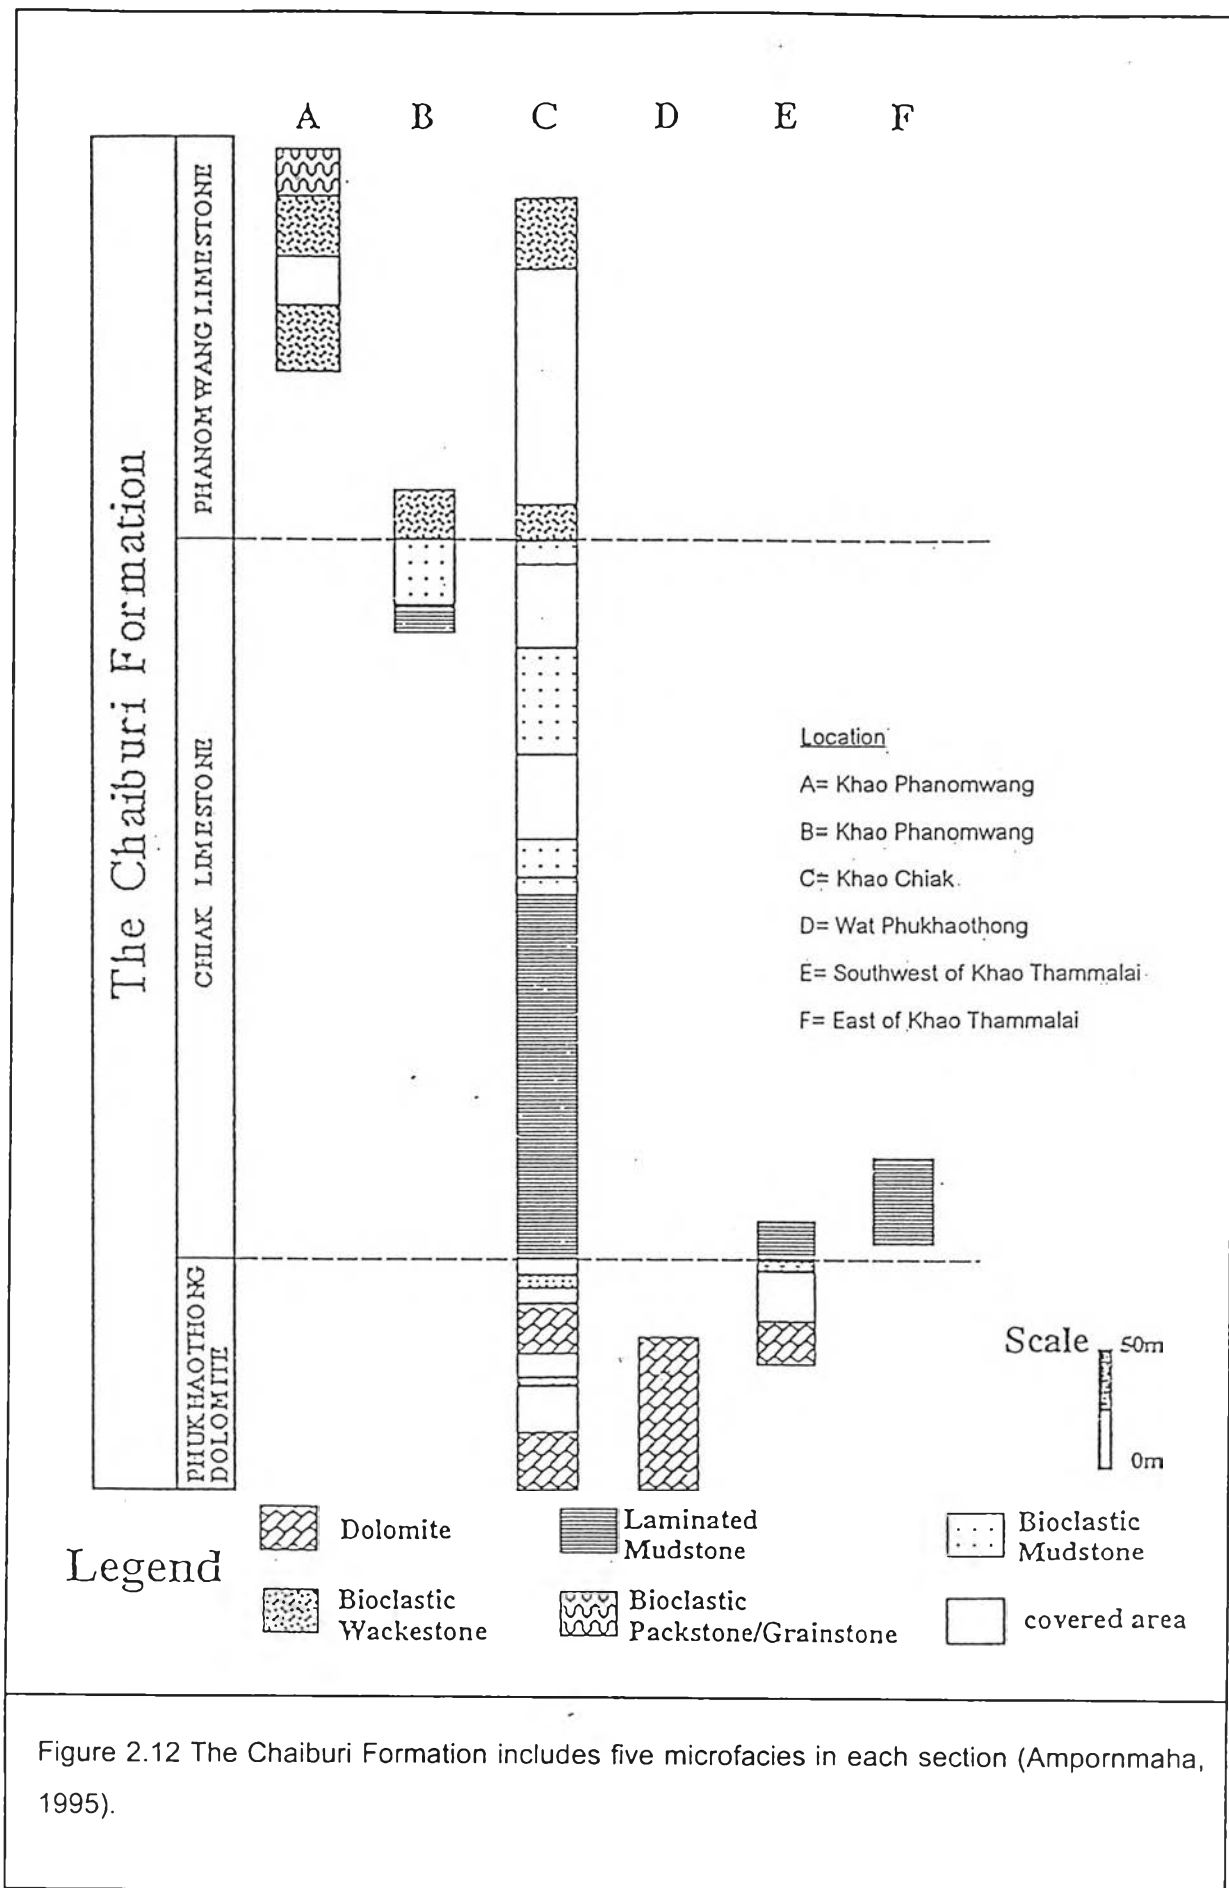 A B C D E F
The Chaiburi Formation
PHANOMWANG LIMESTONE
CHIAK LIMESTONE
PHUKHAOTHONG
DOLOMITE
Location
A= Khao Phanomwang
B= Khao Phanomwang
C= Khao Chiak
D= Wat Phukhaothong
E= Southwest of Khao Thammalai
F= East of Khao Thammalai
Scale 50m
0m
Legend
Dolomite
Laminated
Mudstone
Bioclastic
Mudstone
Bioclastic
Wackestone
Bioclastic
Packstone/Grainstone
covered area
Figure 2.12 The Chaiburi Formation includes five microfacies in each section (Ampornmaha,
1995).